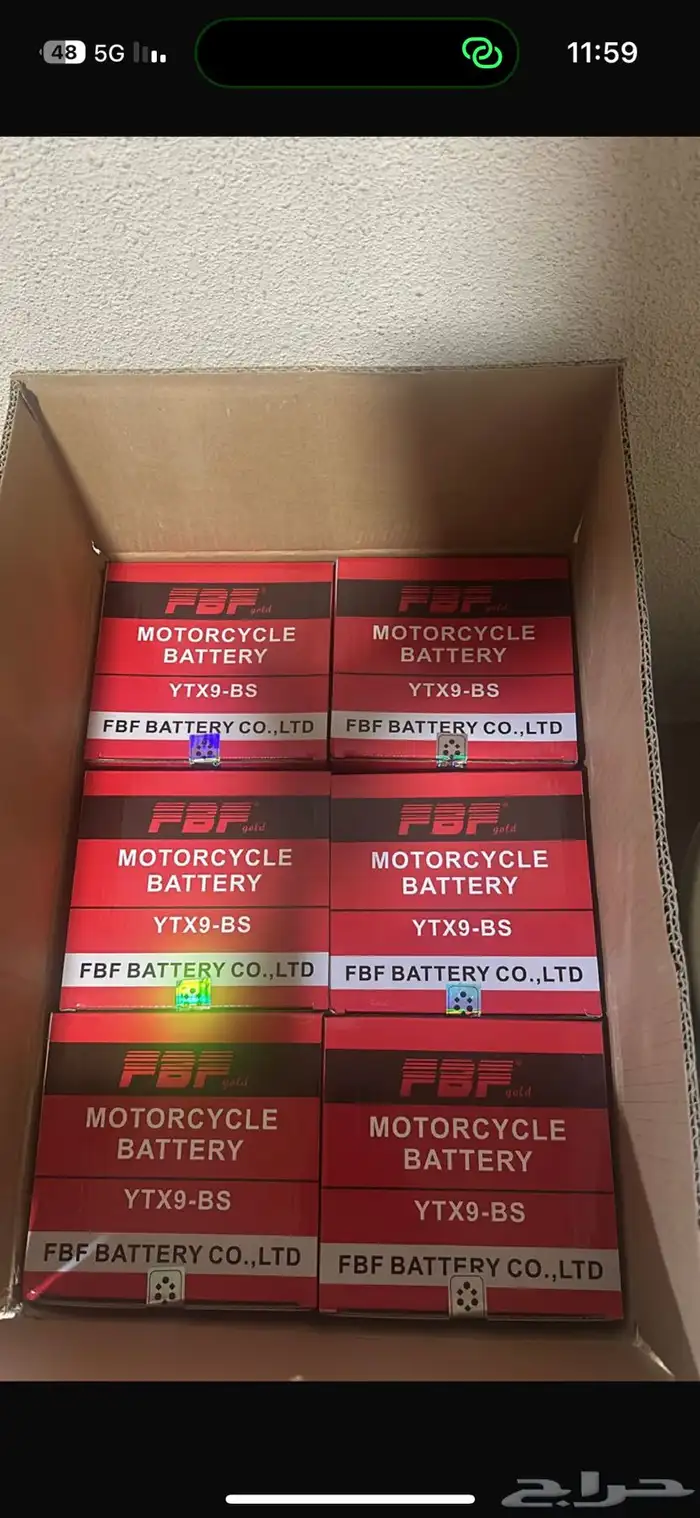 48 5G 11:59
FBF® gold
MOTORCYCLE
BATTERY
YTX9-BS
FBF BATTERY CO.,LTD
FBF gold
MOTORCYCLE
BATTERY
YTX9-BS
FBF BATTERY CO.,LTD
FBF® gold
MOTORCYCLE
BATTERY
YTX9-BS
FBF BATTERY CO.,LTD
FBF® gold
MOTORCYCLE
BATTERY
YTX9-BS
FBF BATTERY CO.,LTD
FBF gold
MOTORCYCLE
BATTERY
YTX9-BS
FBF BATTERY CO.,LTD
FBF® gold
MOTORCYCLE
BATTERY
YTX9-BS
FBF BATTERY CO.,LTD
حراج